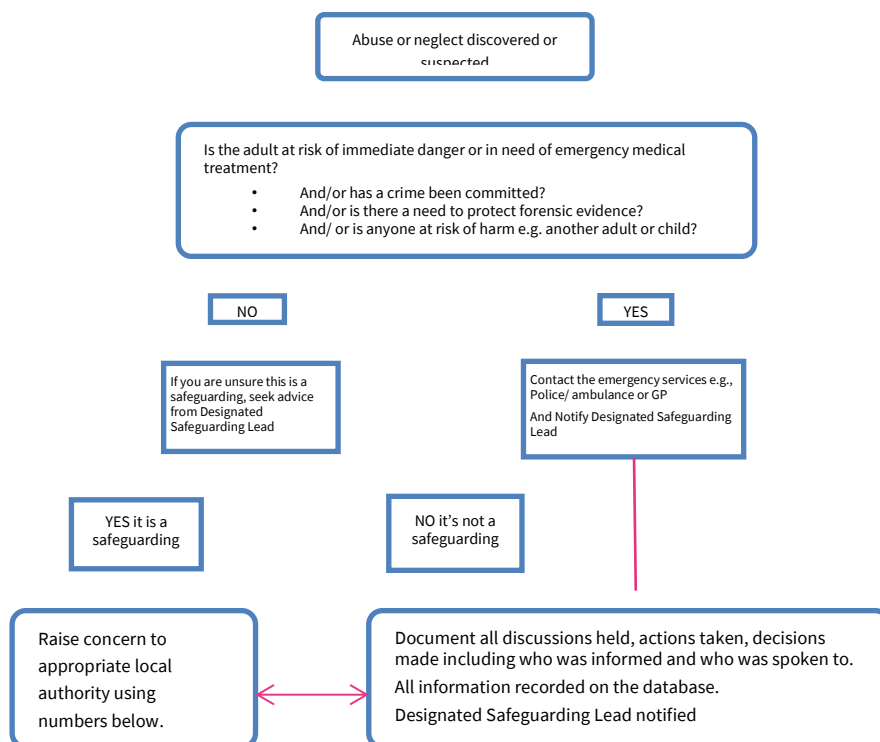 Abuse or neglect discovered or
suspected
Is the adult at risk of immediate danger or in need of emergency medical
treatment?
• And/or has a crime been committed?
• And/or is there a need to protect forensic evidence?
• And/ or is anyone at risk of harm e.g. another adult or child?
NO
YES
If you are unsure this is a
safeguarding, seek advice
from Designated
Safeguarding Lead
Contact the emergency services e.g.,
Police/ ambulance or GP
And Notify Designated Safeguarding
Lead
YES it is a
safeguarding
NO it's not a
safeguarding
Raise concern to
appropriate local
authority using
numbers below.
Document all discussions held, actions taken, decisions
made including who was informed and who was spoken to.
All information recorded on the database.
Designated Safeguarding Lead notified